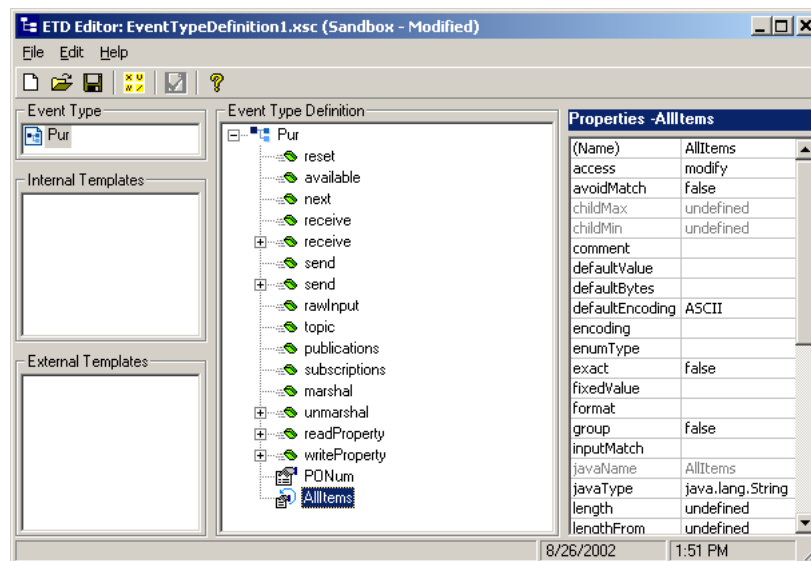 ETD Editor: EventTypeDefinition1.xsc (Sandbox - Modified)
File Edit Help
Event Type
Pur
Internal Templates
External Templates
Event Type Definition
Pur
reset
available
next
receive
receive
send
send
rawInput
topic
publications
subscriptions
marshal
unmarshal
readProperty
writeProperty
PONum
AllItems
Properties -AllItems
(Name) AllItems
access modify
avoidMatch false
childMax undefined
childMin undefined
comment
defaultValue
defaultBytes
defaultEncoding ASCII
encoding
enumType
exact false
fixedValue
format
group false
inputMatch
javaName AllItems
javaType java.lang.String
length undefined
lengthFrom undefined
8/26/2002 1:51 PM